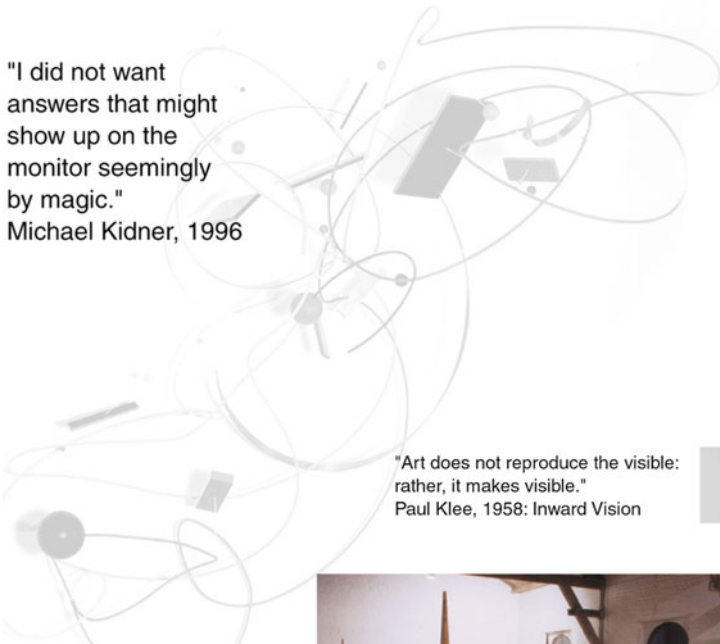 "I did not want
answers that might
show up on the
monitor seemingly
by magic."
Michael Kidner, 1996
"Art does not reproduce the visible:
rather, it makes visible."
Paul Klee, 1958: Inward Vision